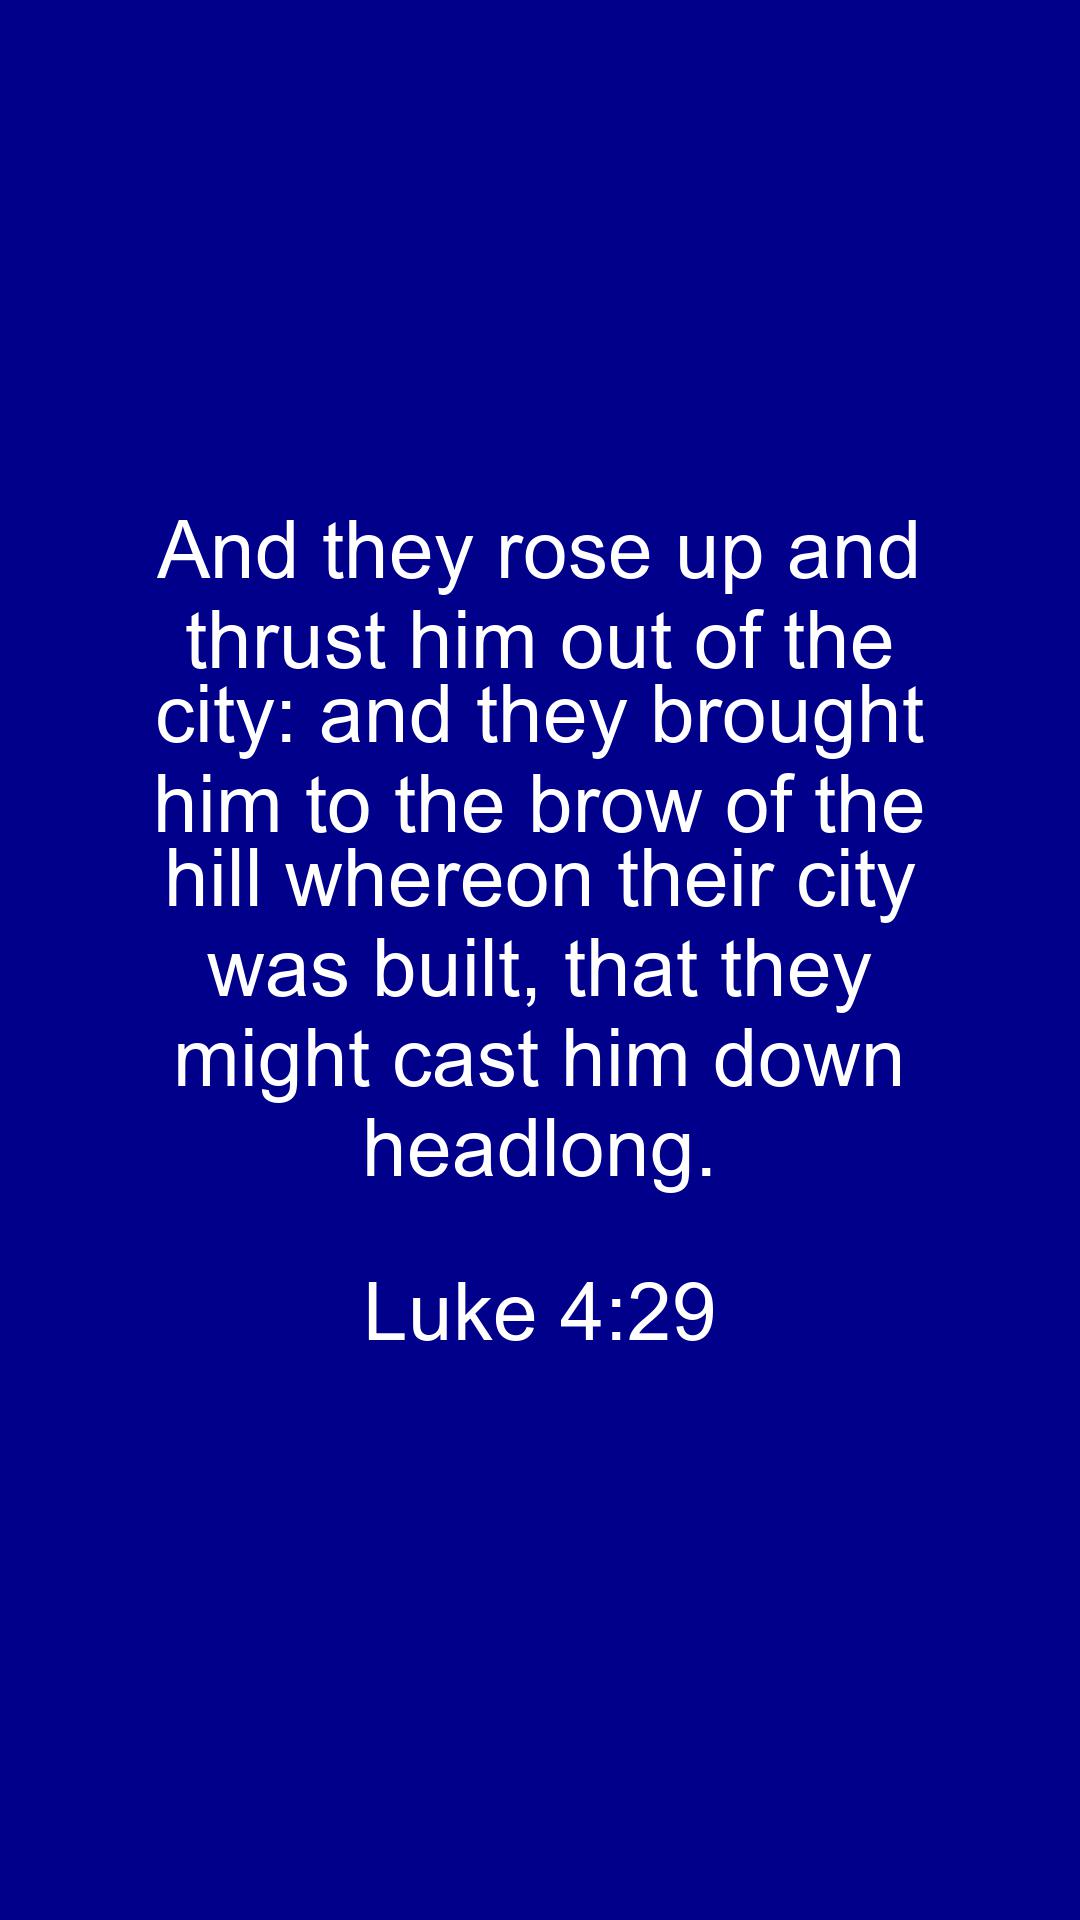 And they rose up and
thrust him out of the
city: and they brought
him to the brow of the
hill whereon their city
was built, that they
might cast him down
headlong.
Luke 4:29